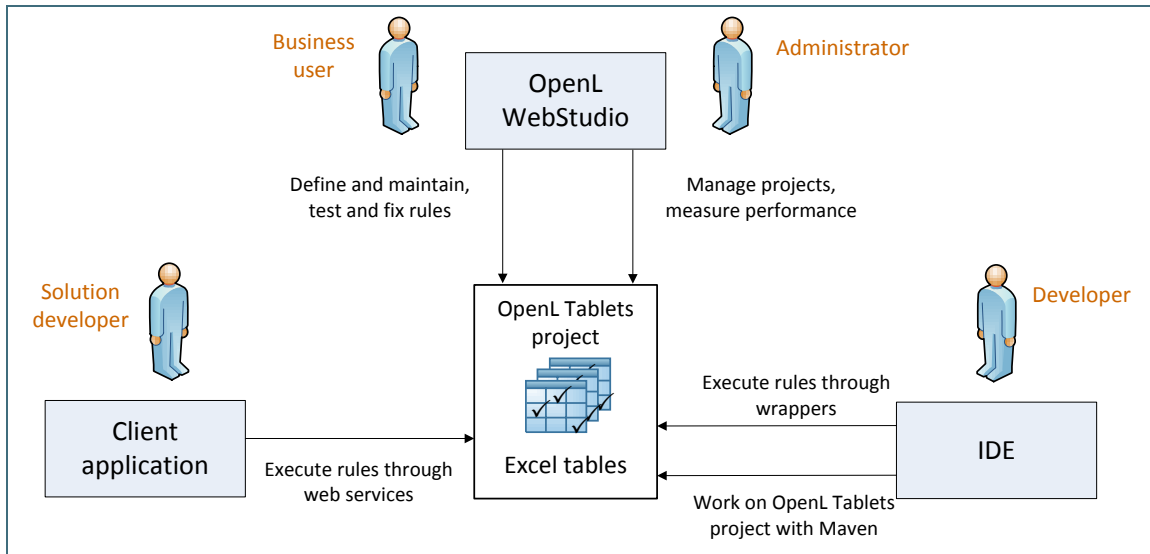 Business
user
Administrator
OpenL
WebStudio
Define and maintain,
test and fix rules
Manage projects,
measure performance
Solution
developer
OpenL Tablets
project
Developer
Execute rules through
wrappers
Client
application
Excel tables
IDE
Execute rules through
web services
Work on OpenL Tablets
project with Maven